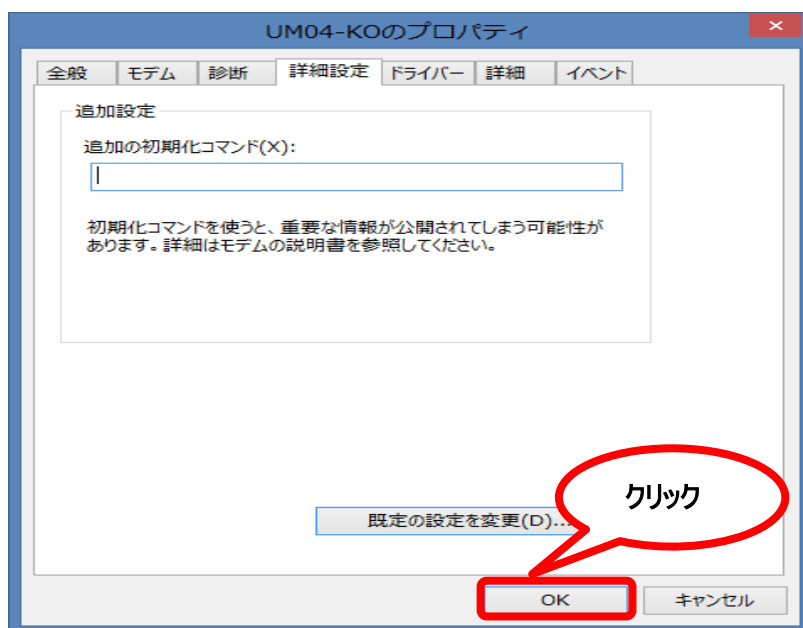 UM04-KOのプロパティ
×
全般 モデム 診断 詳細設定 ドライバー 詳細 イベント
追加設定
追加の初期化コマンド(X):
初期化コマンドを使うと、重要な情報が公開されてしまう可能性が
あります。詳細はモデムの説明書を参照してください。
クリック
既定の設定を変更(D)...
OK キャンセル